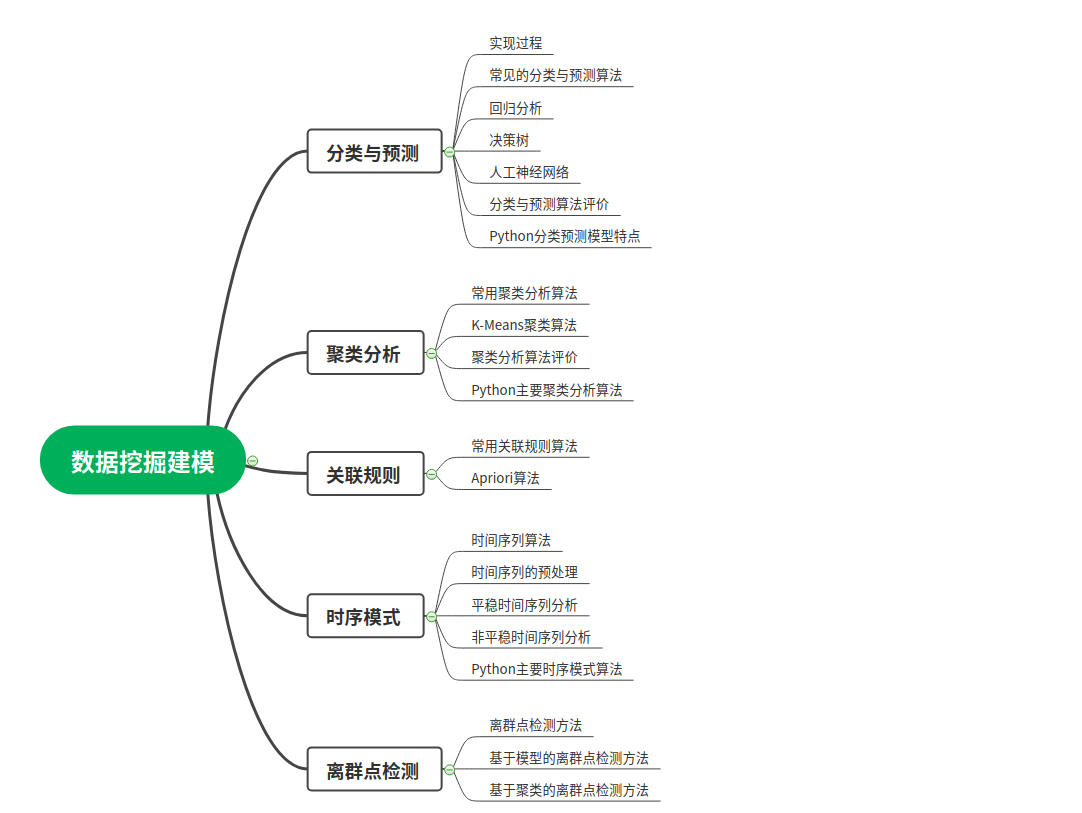 数据挖掘建模
分类与预测
实现过程
常见的分类与预测算法
回归分析
决策树
人工神经网络
分类与预测算法评价
Python分类预测模型特点
聚类分析
常用聚类分析算法
K-Means聚类算法
聚类分析算法评价
Python主要聚类分析算法
关联规则
常用关联规则算法
Apriori算法
时序模式
时间序列算法
时间序列的预处理
平稳时间序列分析
非平稳时间序列分析
Python主要时序模式算法
离群点检测
离群点检测方法
基于模型的离群点检测方法
基于聚类的离群点检测方法